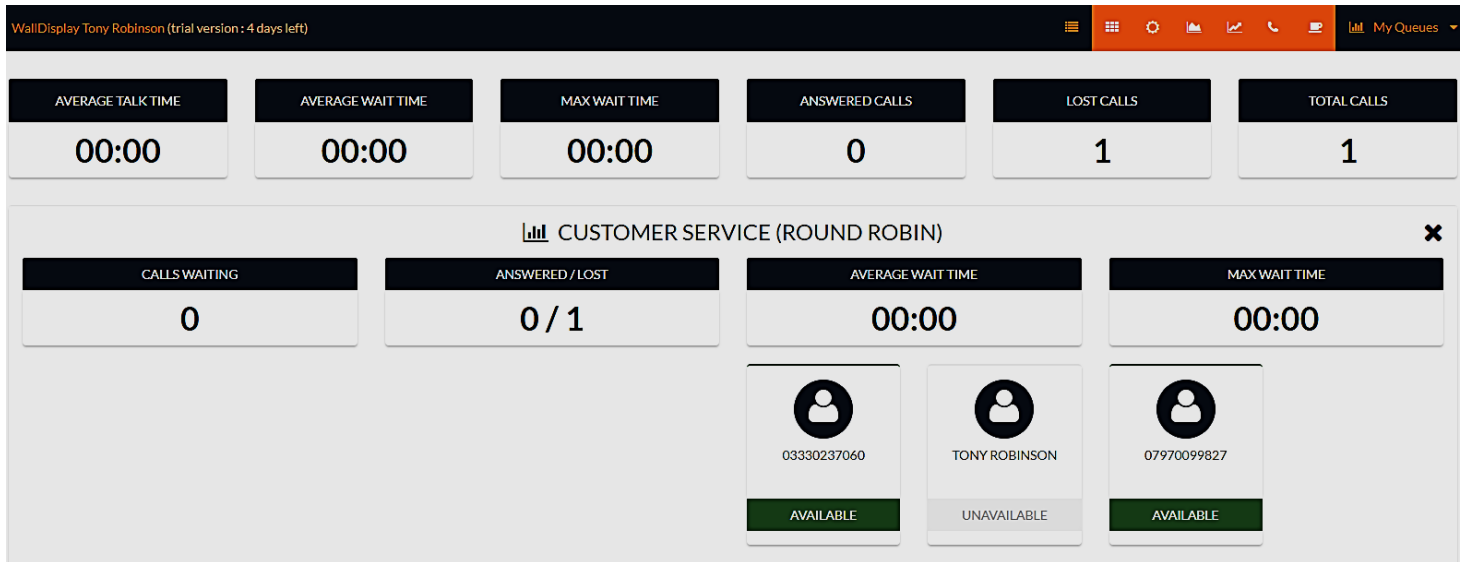 WallDisplay Tony Robinson (trial version : 4 days left) My Queues
AVERAGE TALK TIME AVERAGE WAIT TIME MAX WAIT TIME ANSWERED CALLS LOST CALLS TOTAL CALLS
00:00 00:00 00:00 0 1 1
CUSTOMER SERVICE (ROUND ROBIN)
CALLS WAITING ANSWERED / LOST AVERAGE WAIT TIME MAX WAIT TIME
0 0 / 1 00:00 00:00
03330237060 TONY ROBINSON 07970099827
AVAILABLE UNAVAILABLE AVAILABLE